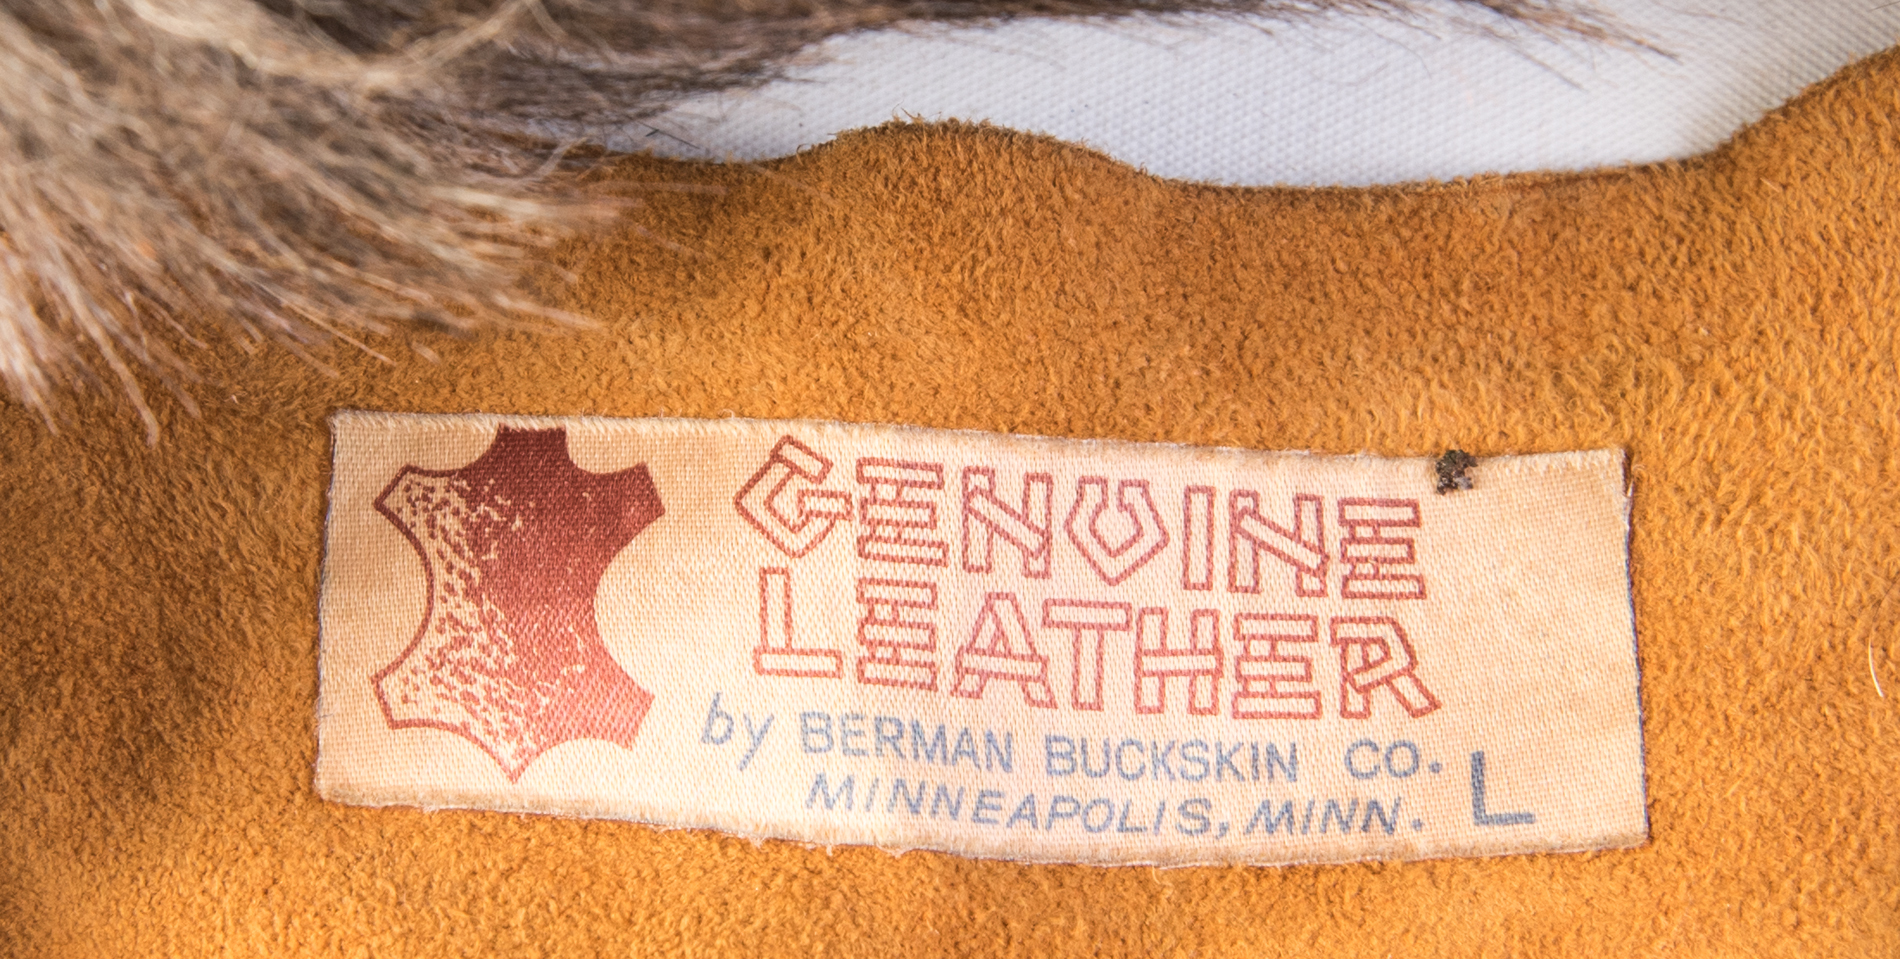 GENUINE
LEATHER
by BERMAN BUCKSKIN CO.
MINNEAPOLIS, MINN. L